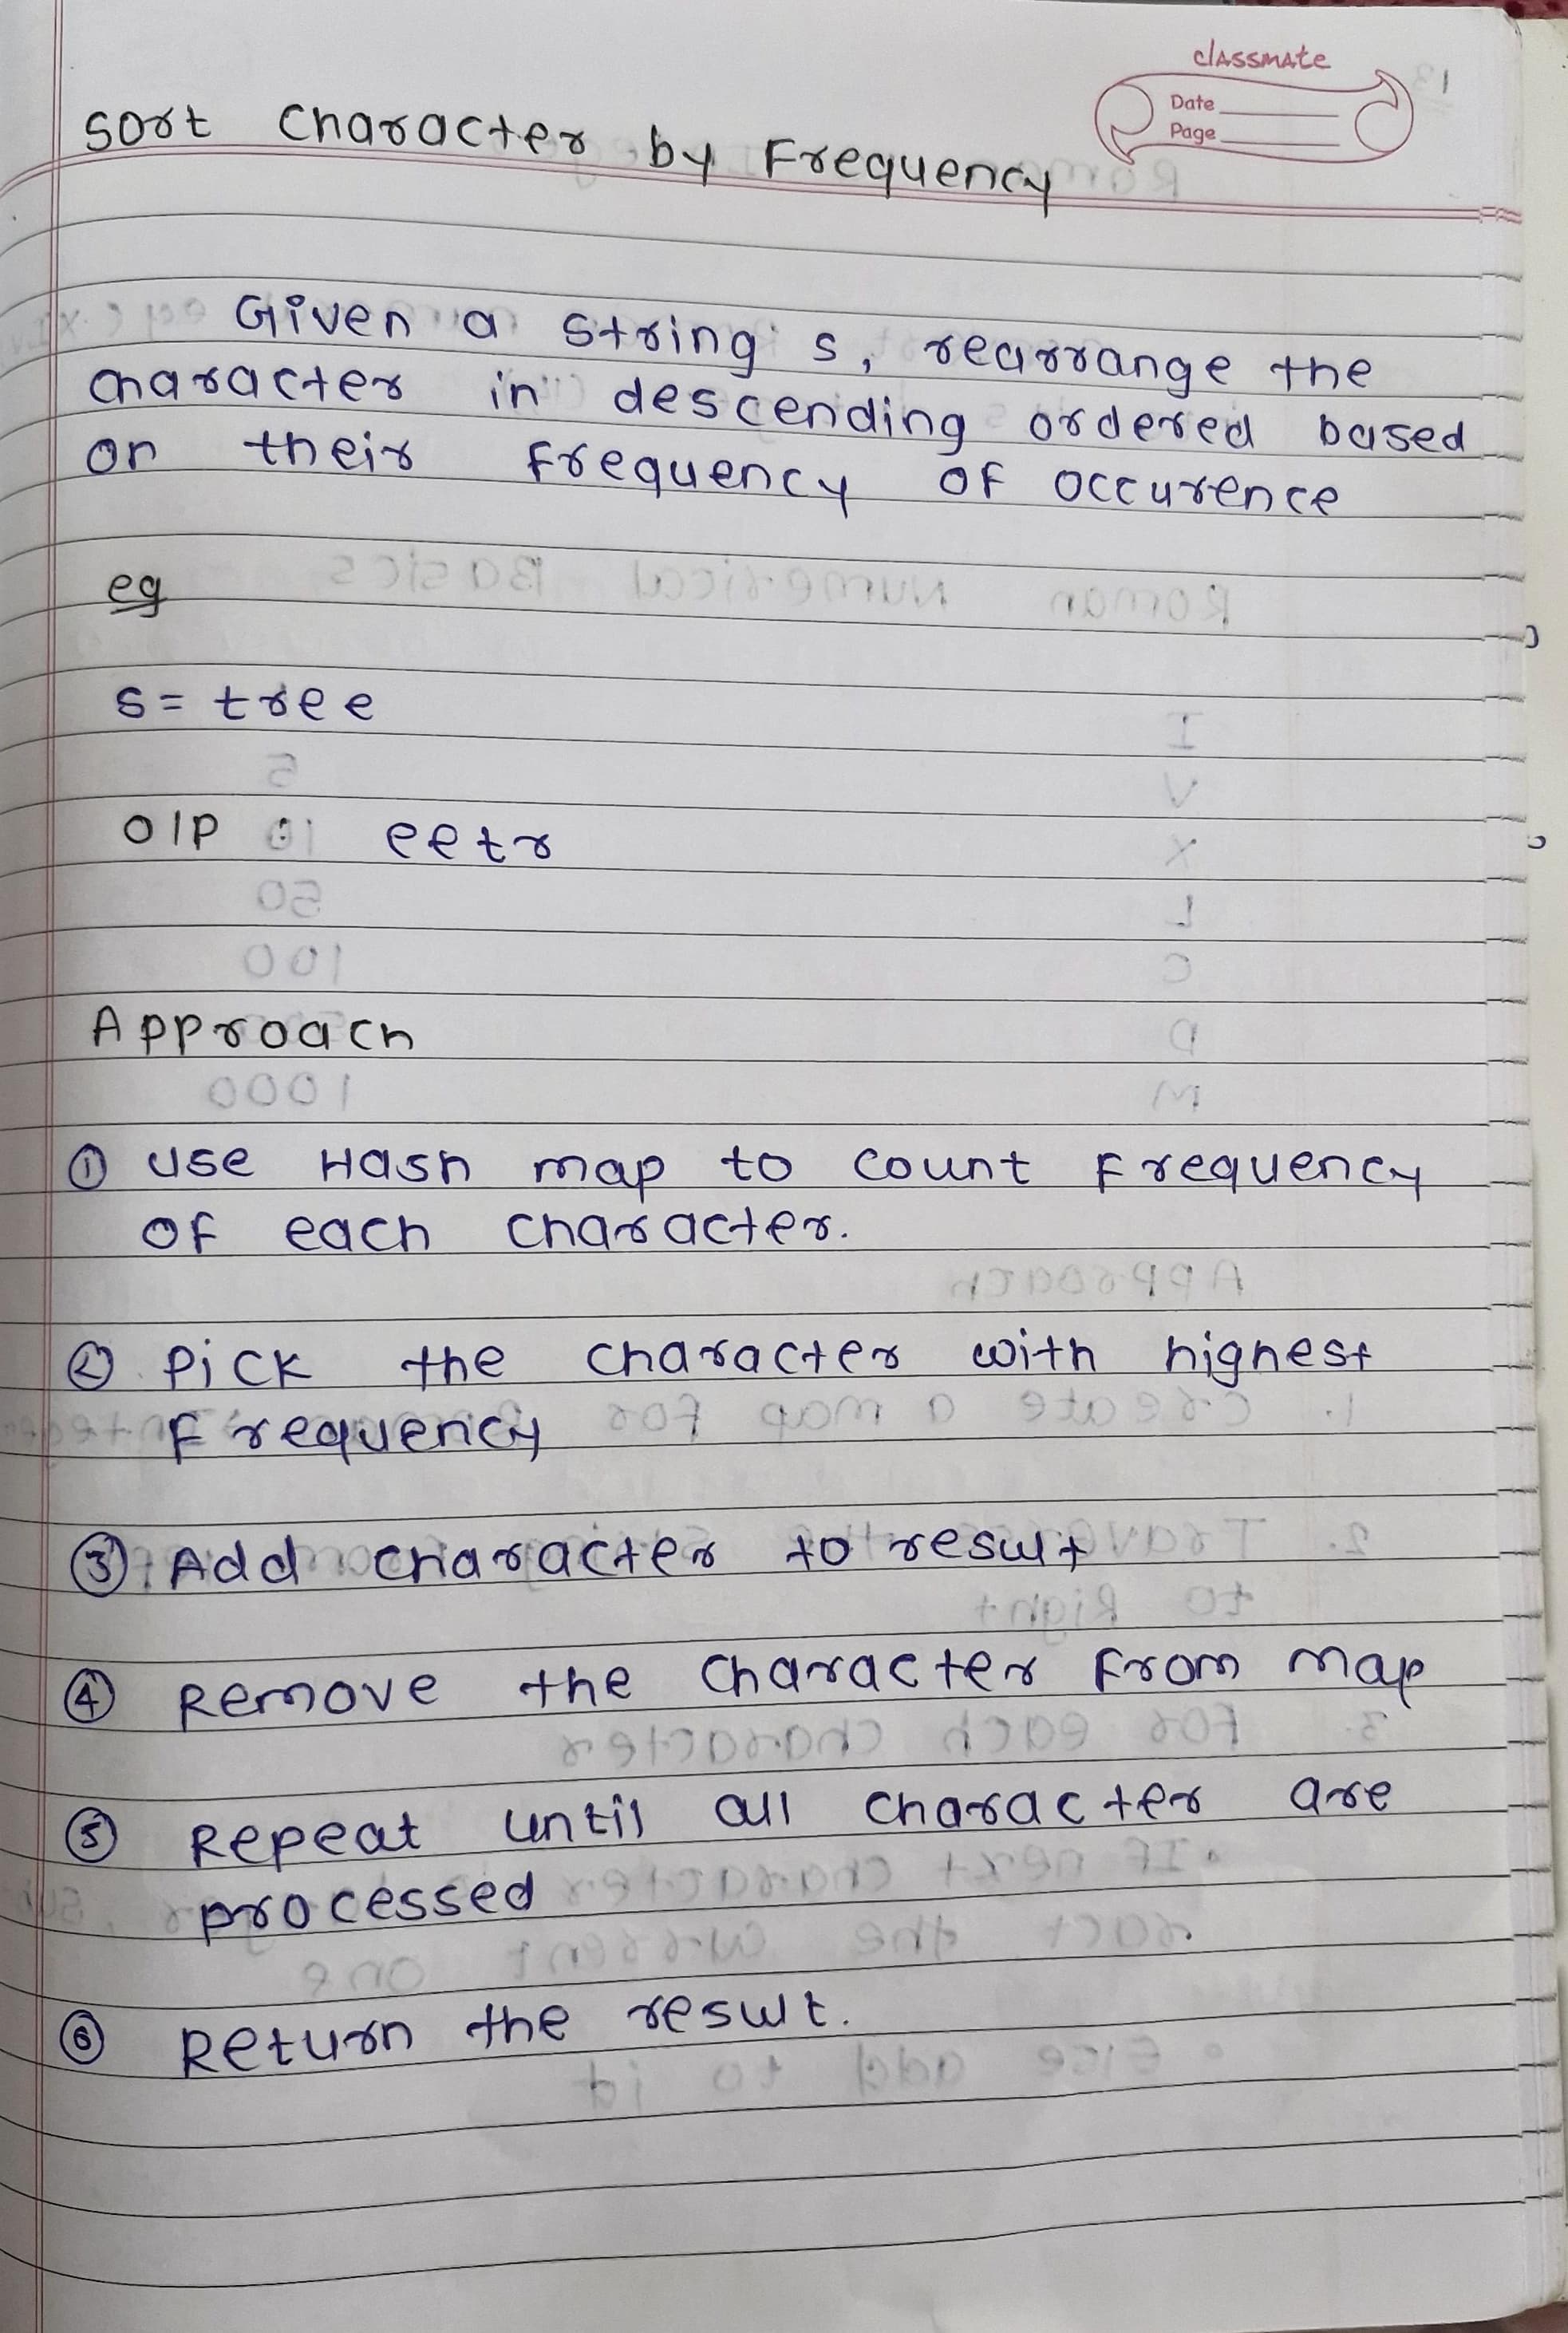 classmate
Date
Page
Sort Character by Frequency
Given a string s, rearrange the
character in descending ordered based
on their frequency of occurence
eg
s = tree
O/P : eetr
Approach
① Use Hash map to count Frequency
of each character.
② Pick the character with highest
Frequency
③ Add character to result
④ Remove the character from map
⑤ Repeat until all character are
processed
⑥ Return the result.